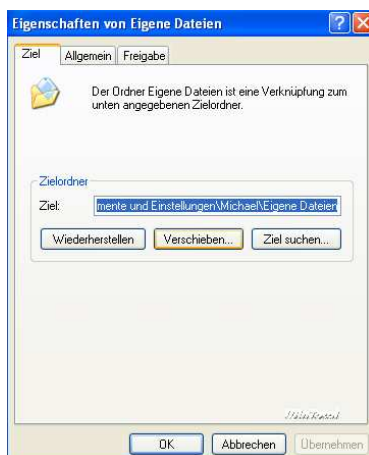 Eigenschaften von Eigene Dateien
Ziel Allgemein Freigabe
Der Ordner Eigene Dateien ist eine Verknüpfung zum
unten angegebenen Zielordner.
Zielordner
Ziel: mente und Einstellungen\Michael\Eigene Dateien
Wiederherstellen Verschieben... Ziel suchen...
OK Abbrechen Übernehmen